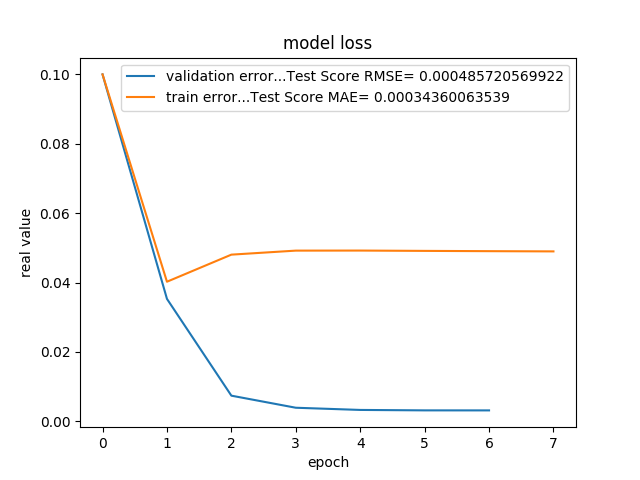 model loss
validation error...Test Score RMSE= 0.000485720569922
train error...Test Score MAE= 0.00034360063539
real value
0.10
0.08
0.06
0.04
0.02
0.00
0 1 2 3 4 5 6 7
epoch